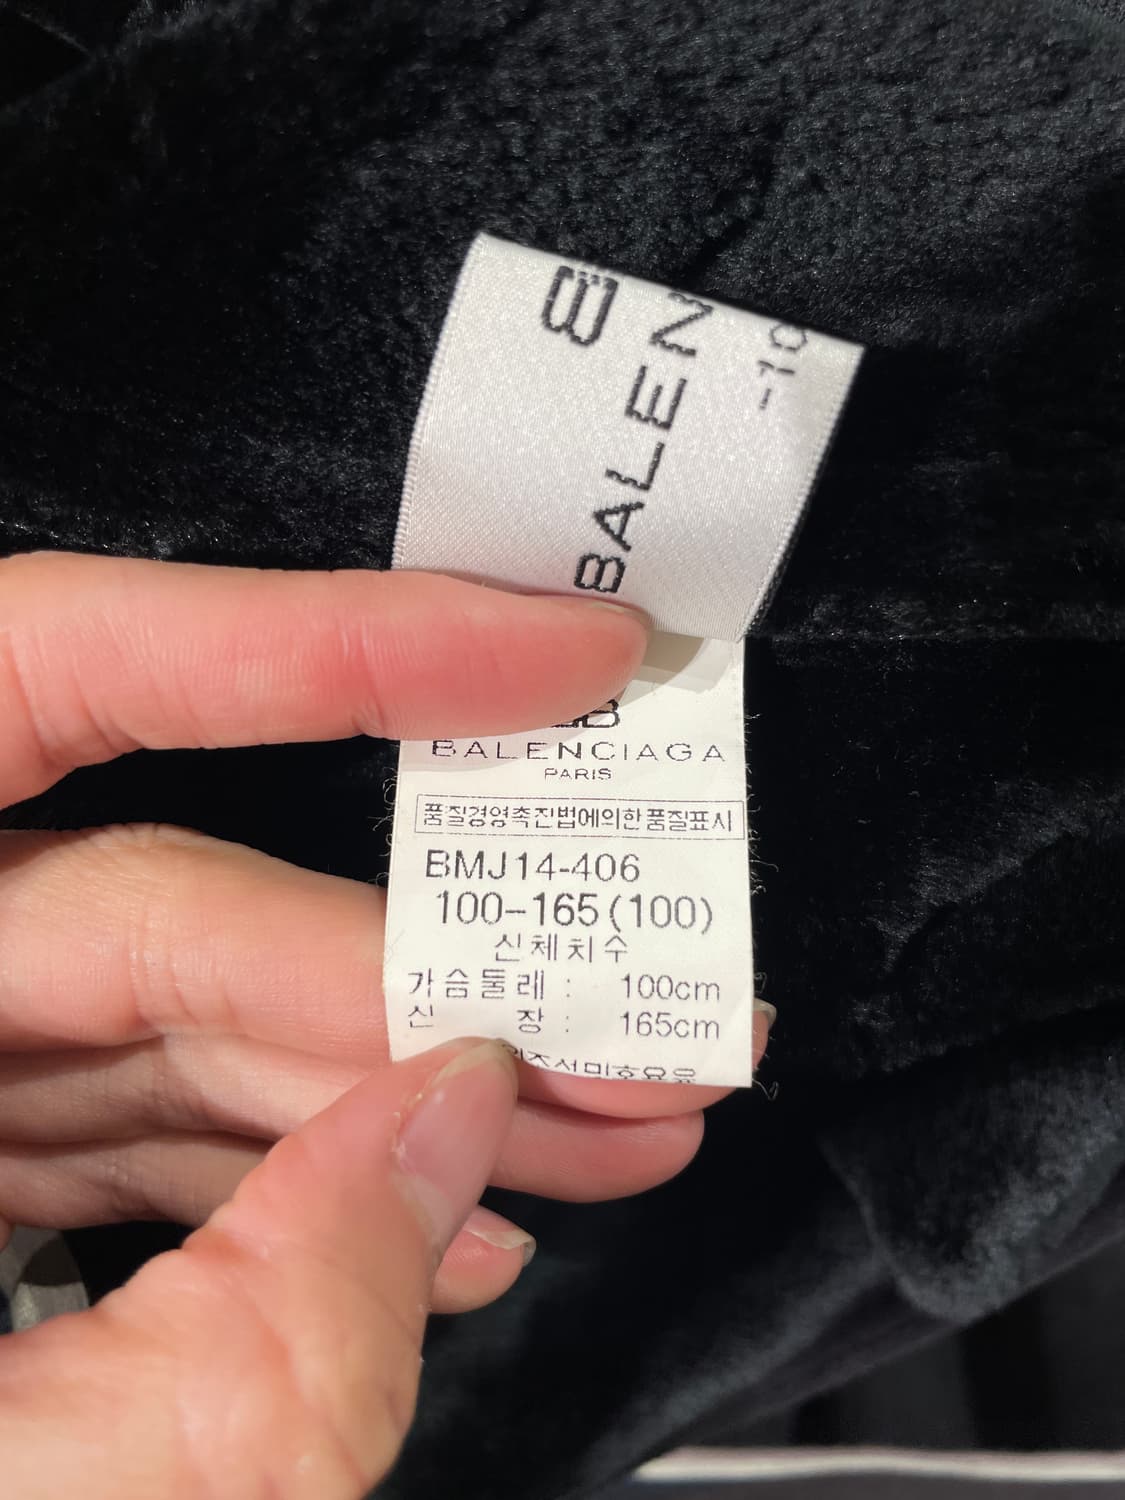 BALEN
-10
BALENCIAGA
PARIS
품질경영촉진법에의한품질표시
BMJ14-406
100-165(100)
신체치수
가슴둘레 : 100cm
신 장 : 165cm